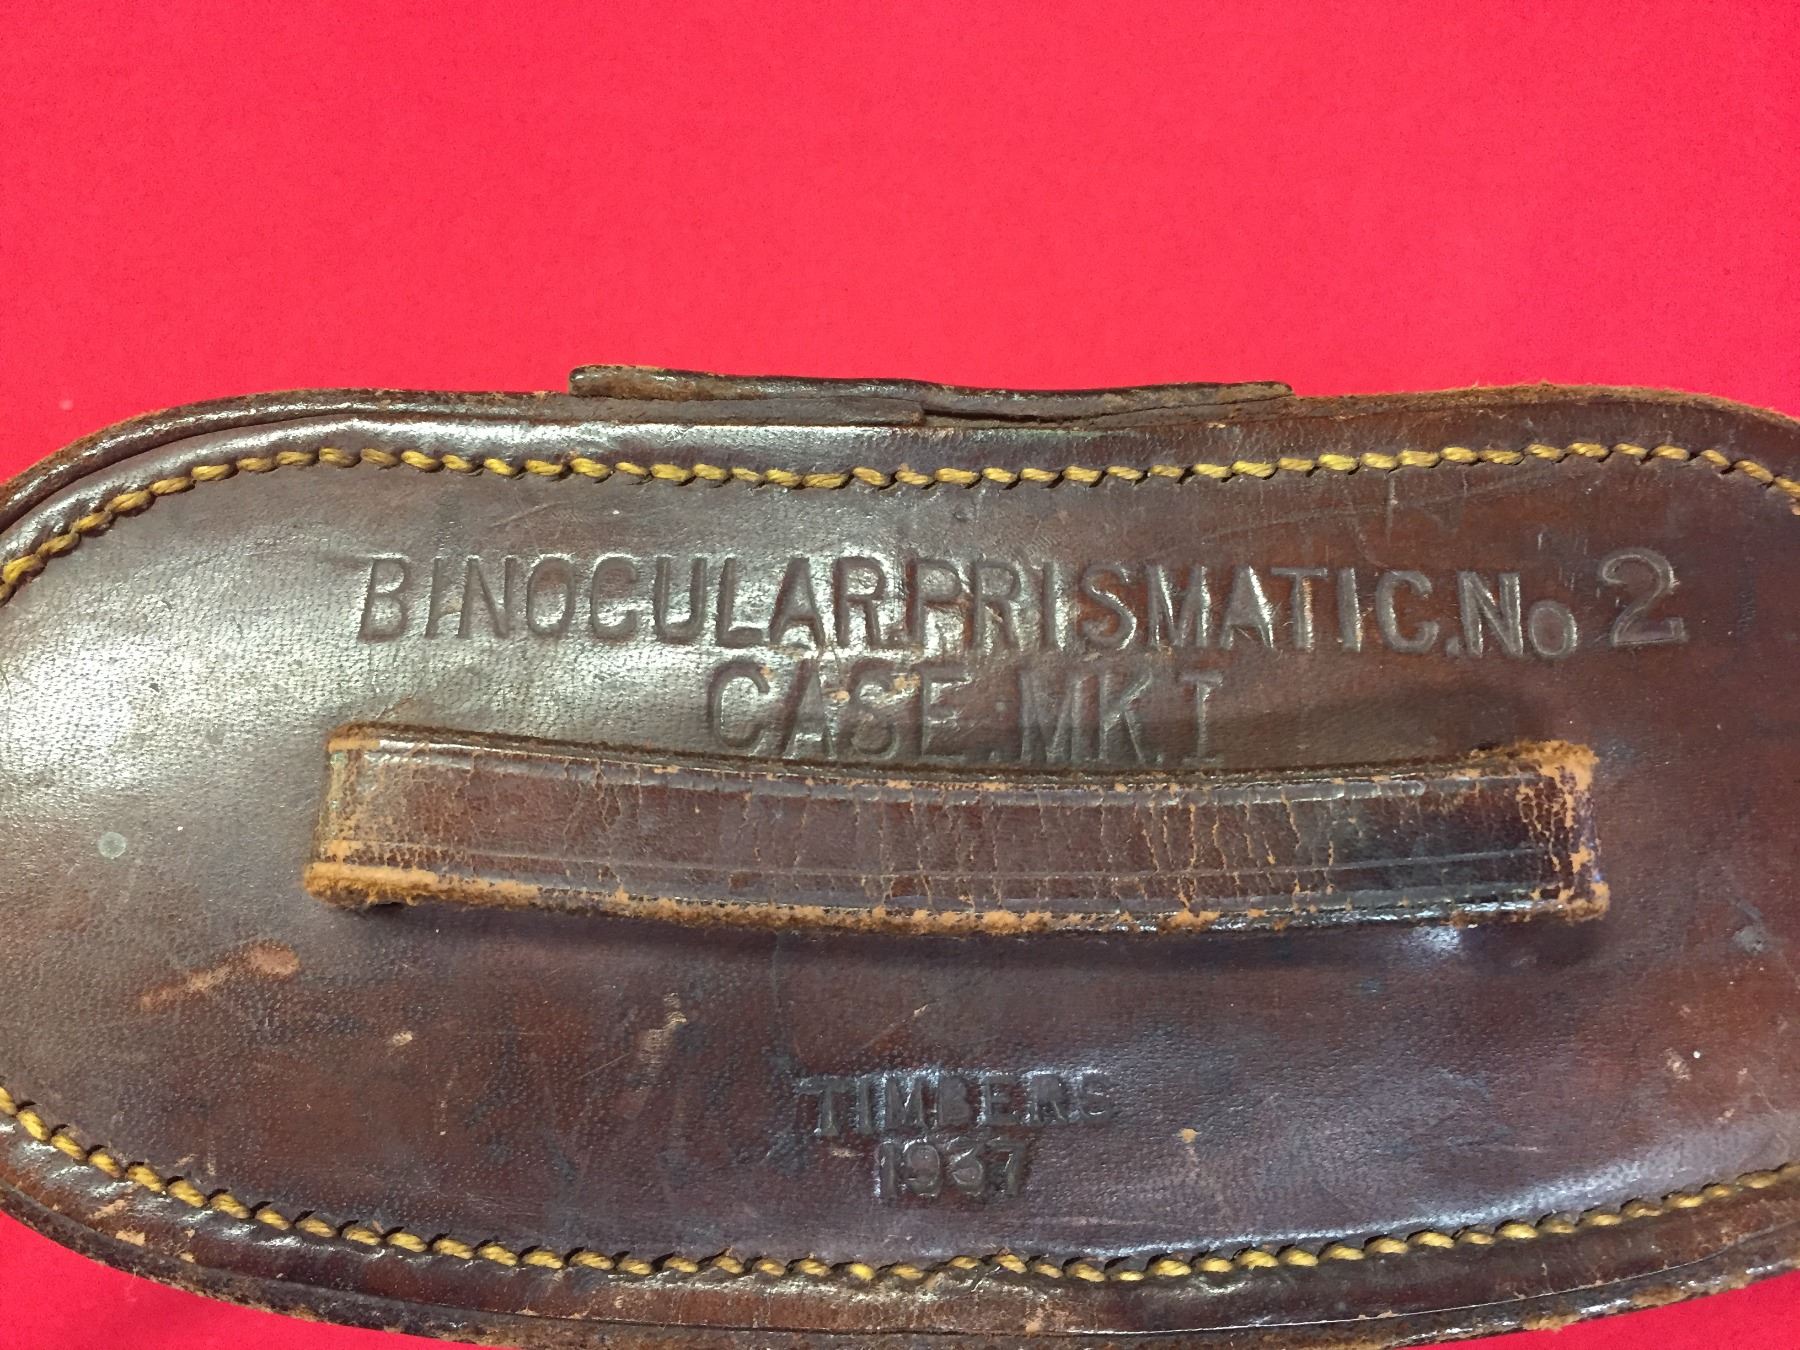 BINOCULAR.PRISMATIC.No 2
CASE.MK I
TIMBERS
1937